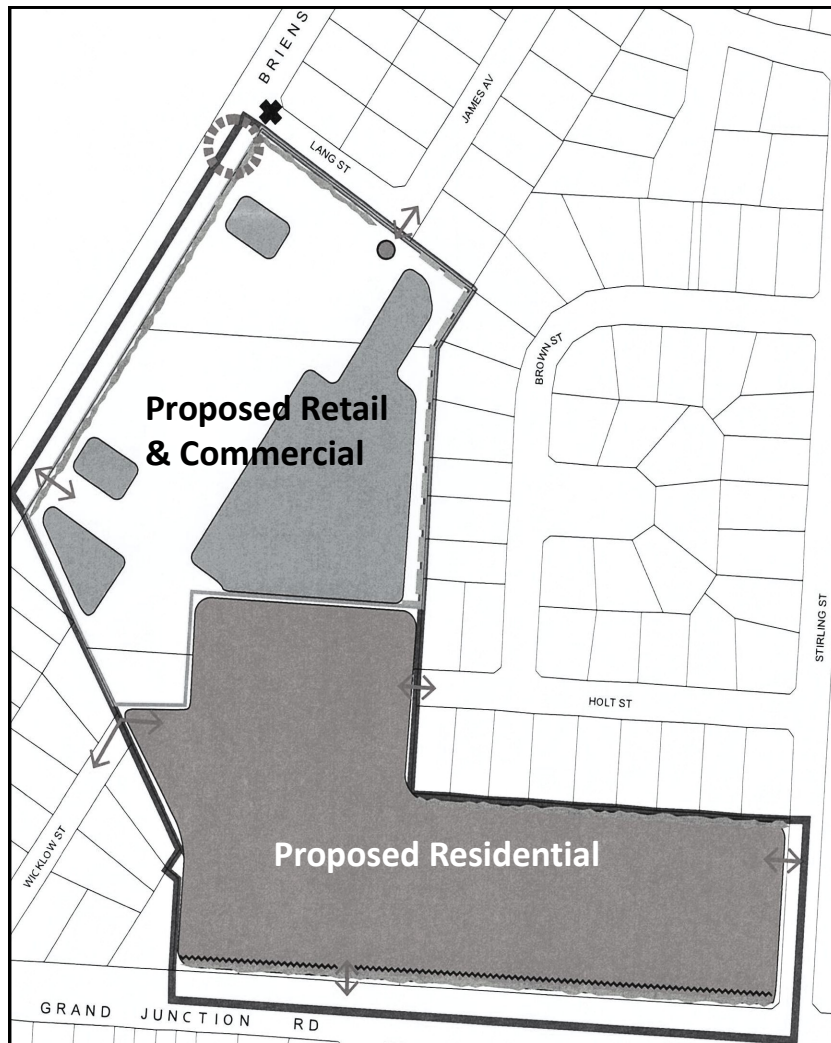 BRIENS
JAMES AV
LANG ST
BROWN ST
Proposed Retail
& Commercial
STIRLING ST
HOLT ST
WICKLOW ST
Proposed Residential
GRAND JUNCTION RD